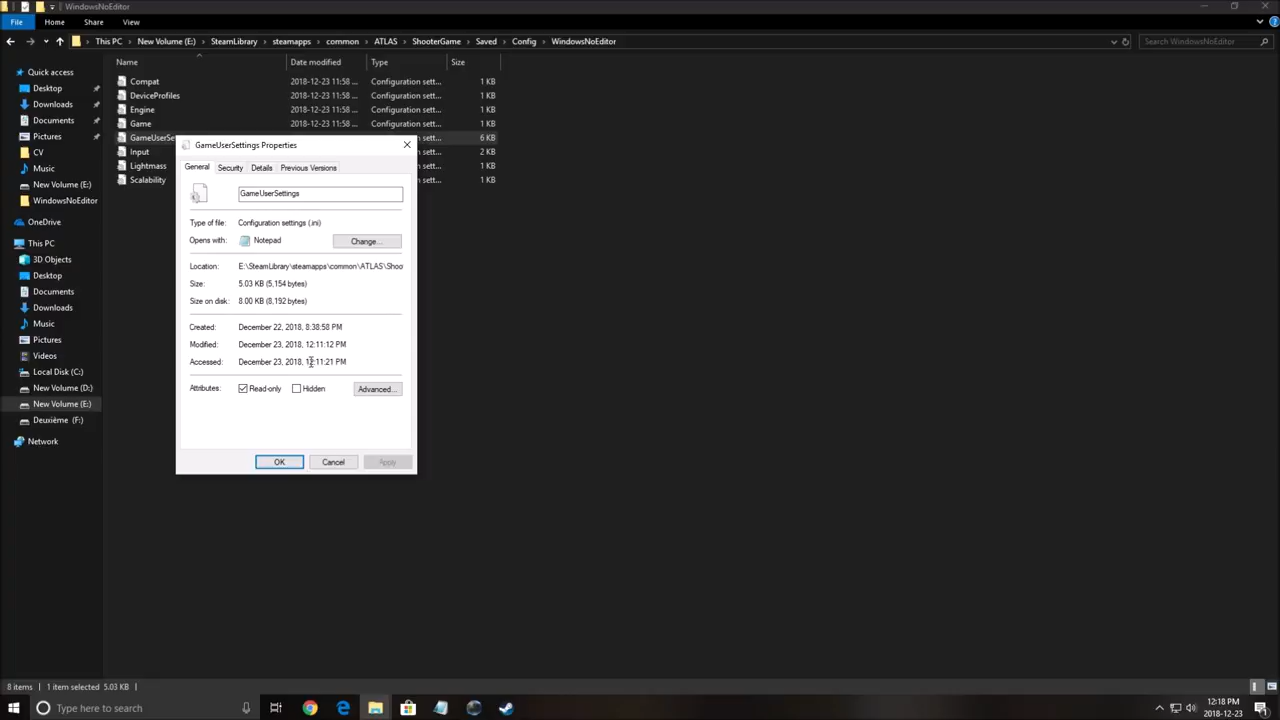 WindowsNoEditor
File Home Share View
This PC New Volume (E:) SteamLibrary steamapps common ATLAS ShooterGame Saved Config WindowsNoEditor Search WindowsNoEditor
Name Date modified Type Size
Compat 2018-12-23 11:58 ... Configuration sett... 1 KB
DeviceProfiles 2018-12-23 11:58 ... Configuration sett... 1 KB
Engine 2018-12-23 11:58 ... Configuration sett... 1 KB
Game 2018-12-23 11:58 ... Configuration sett... 1 KB
GameUserSe 6 KB
Input 2 KB
Lightmass 1 KB
Scalability 1 KB
Quick access
Desktop
Downloads
Documents
Pictures
CV
Music
New Volume (E:)
WindowsNoEditor
OneDrive
This PC
3D Objects
Desktop
Documents
Downloads
Music
Pictures
Videos
Local Disk (C:)
New Volume (D:)
New Volume (E:)
Deuxième (F:)
Network
GameUserSettings Properties
General Security Details Previous Versions
GameUserSettings
Type of file: Configuration settings (.ini)
Opens with: Notepad Change...
Location: E:\SteamLibrary\steamapps\common\ATLAS\Shoo
Size: 5.03 KB (5,154 bytes)
Size on disk: 8.00 KB (8,192 bytes)
Created: December 22, 2018, 8:38:58 PM
Modified: December 23, 2018, 12:11:12 PM
Accessed: December 23, 2018, 12:11:21 PM
Attributes: Read-only Hidden Advanced...
OK Cancel Apply
8 items 1 item selected 5.03 KB
Type here to search
12:18 PM
2018-12-23